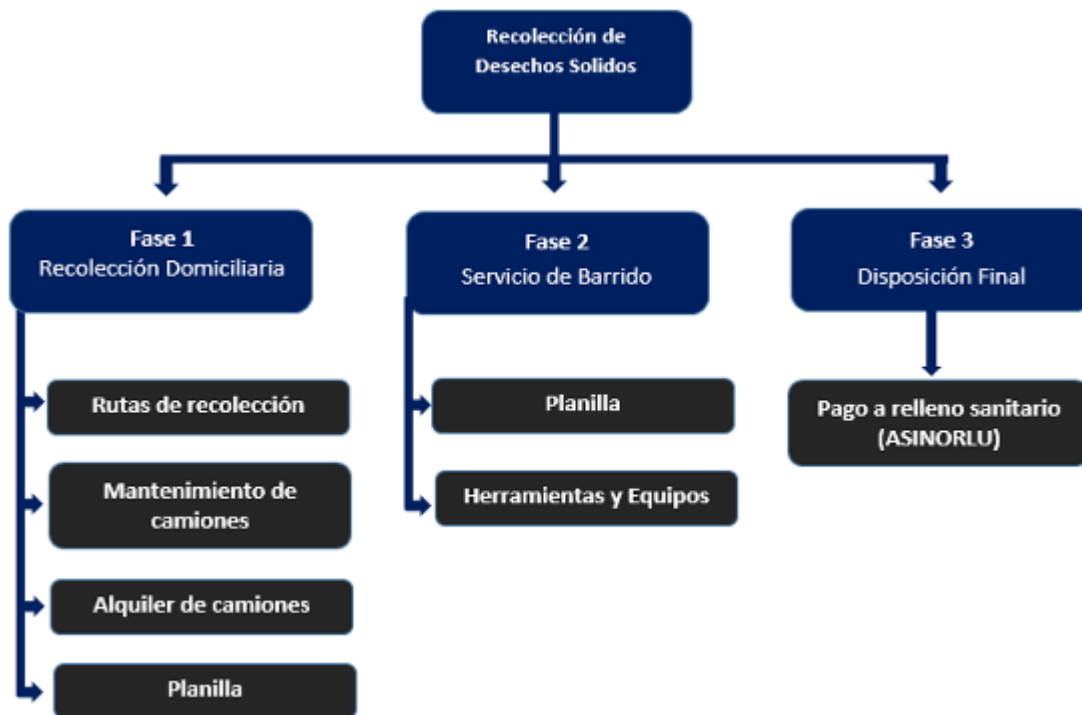 Recolección de
Desechos Solidos
Fase 1
Recolección Domiciliaria
Rutas de recolección
Mantenimiento de
camiones
Alquiler de camiones
Planilla
Fase 2
Servicio de Barrido
Planilla
Herramientas y Equipos
Fase 3
Disposición Final
Pago a relleno sanitario
(ASINORLU)